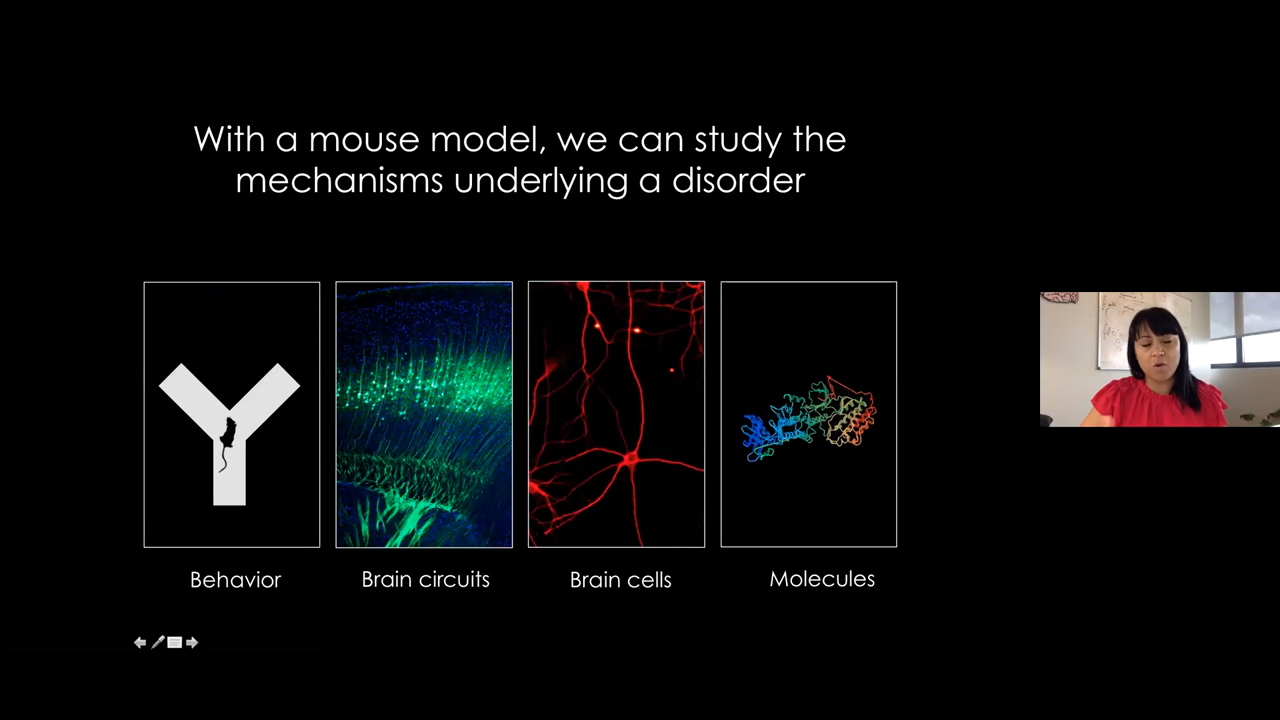 With a mouse model, we can study the
mechanisms underlying a disorder
Behavior
Brain circuits
Brain cells
Molecules